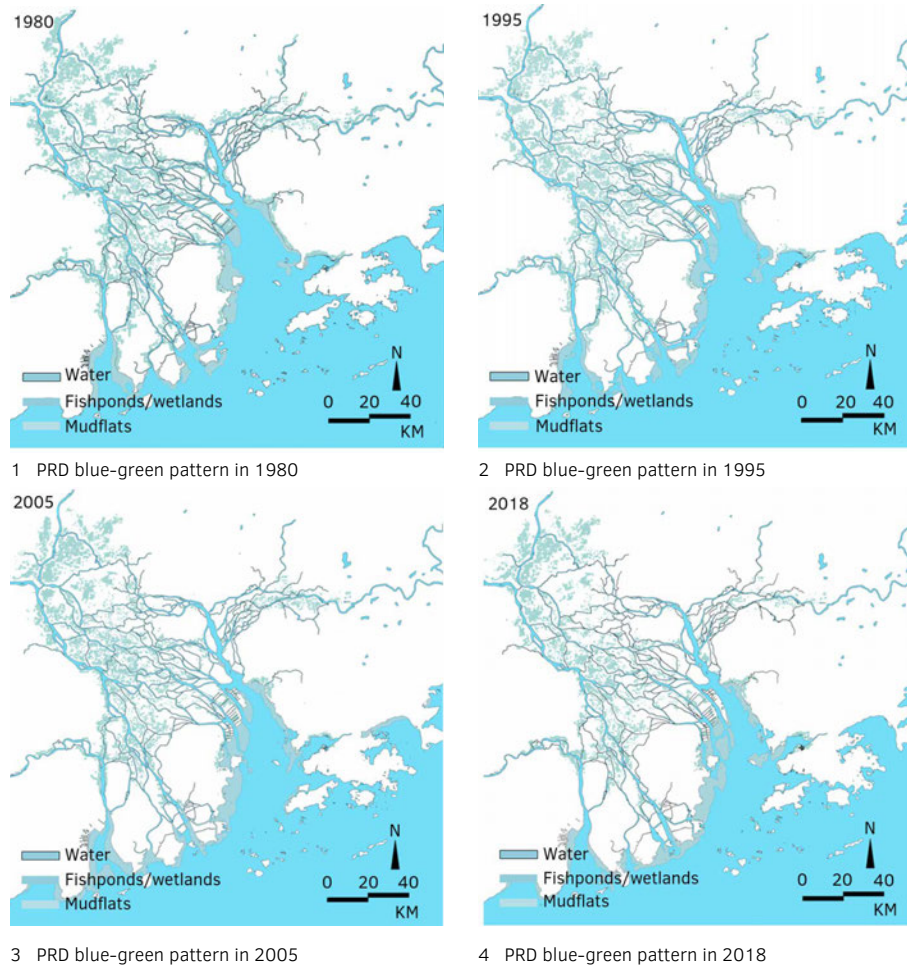 1980
Water
Fishponds/wetlands
Mudflats
N
0 20 40
KM
1 PRD blue-green pattern in 1980
1995
Water
Fishponds/wetlands
Mudflats
N
0 20 40
KM
2 PRD blue-green pattern in 1995
2005
Water
Fishponds/wetlands
Mudflats
N
0 20 40
KM
3 PRD blue-green pattern in 2005
2018
Water
Fishponds/wetlands
Mudflats
N
0 20 40
KM
4 PRD blue-green pattern in 2018